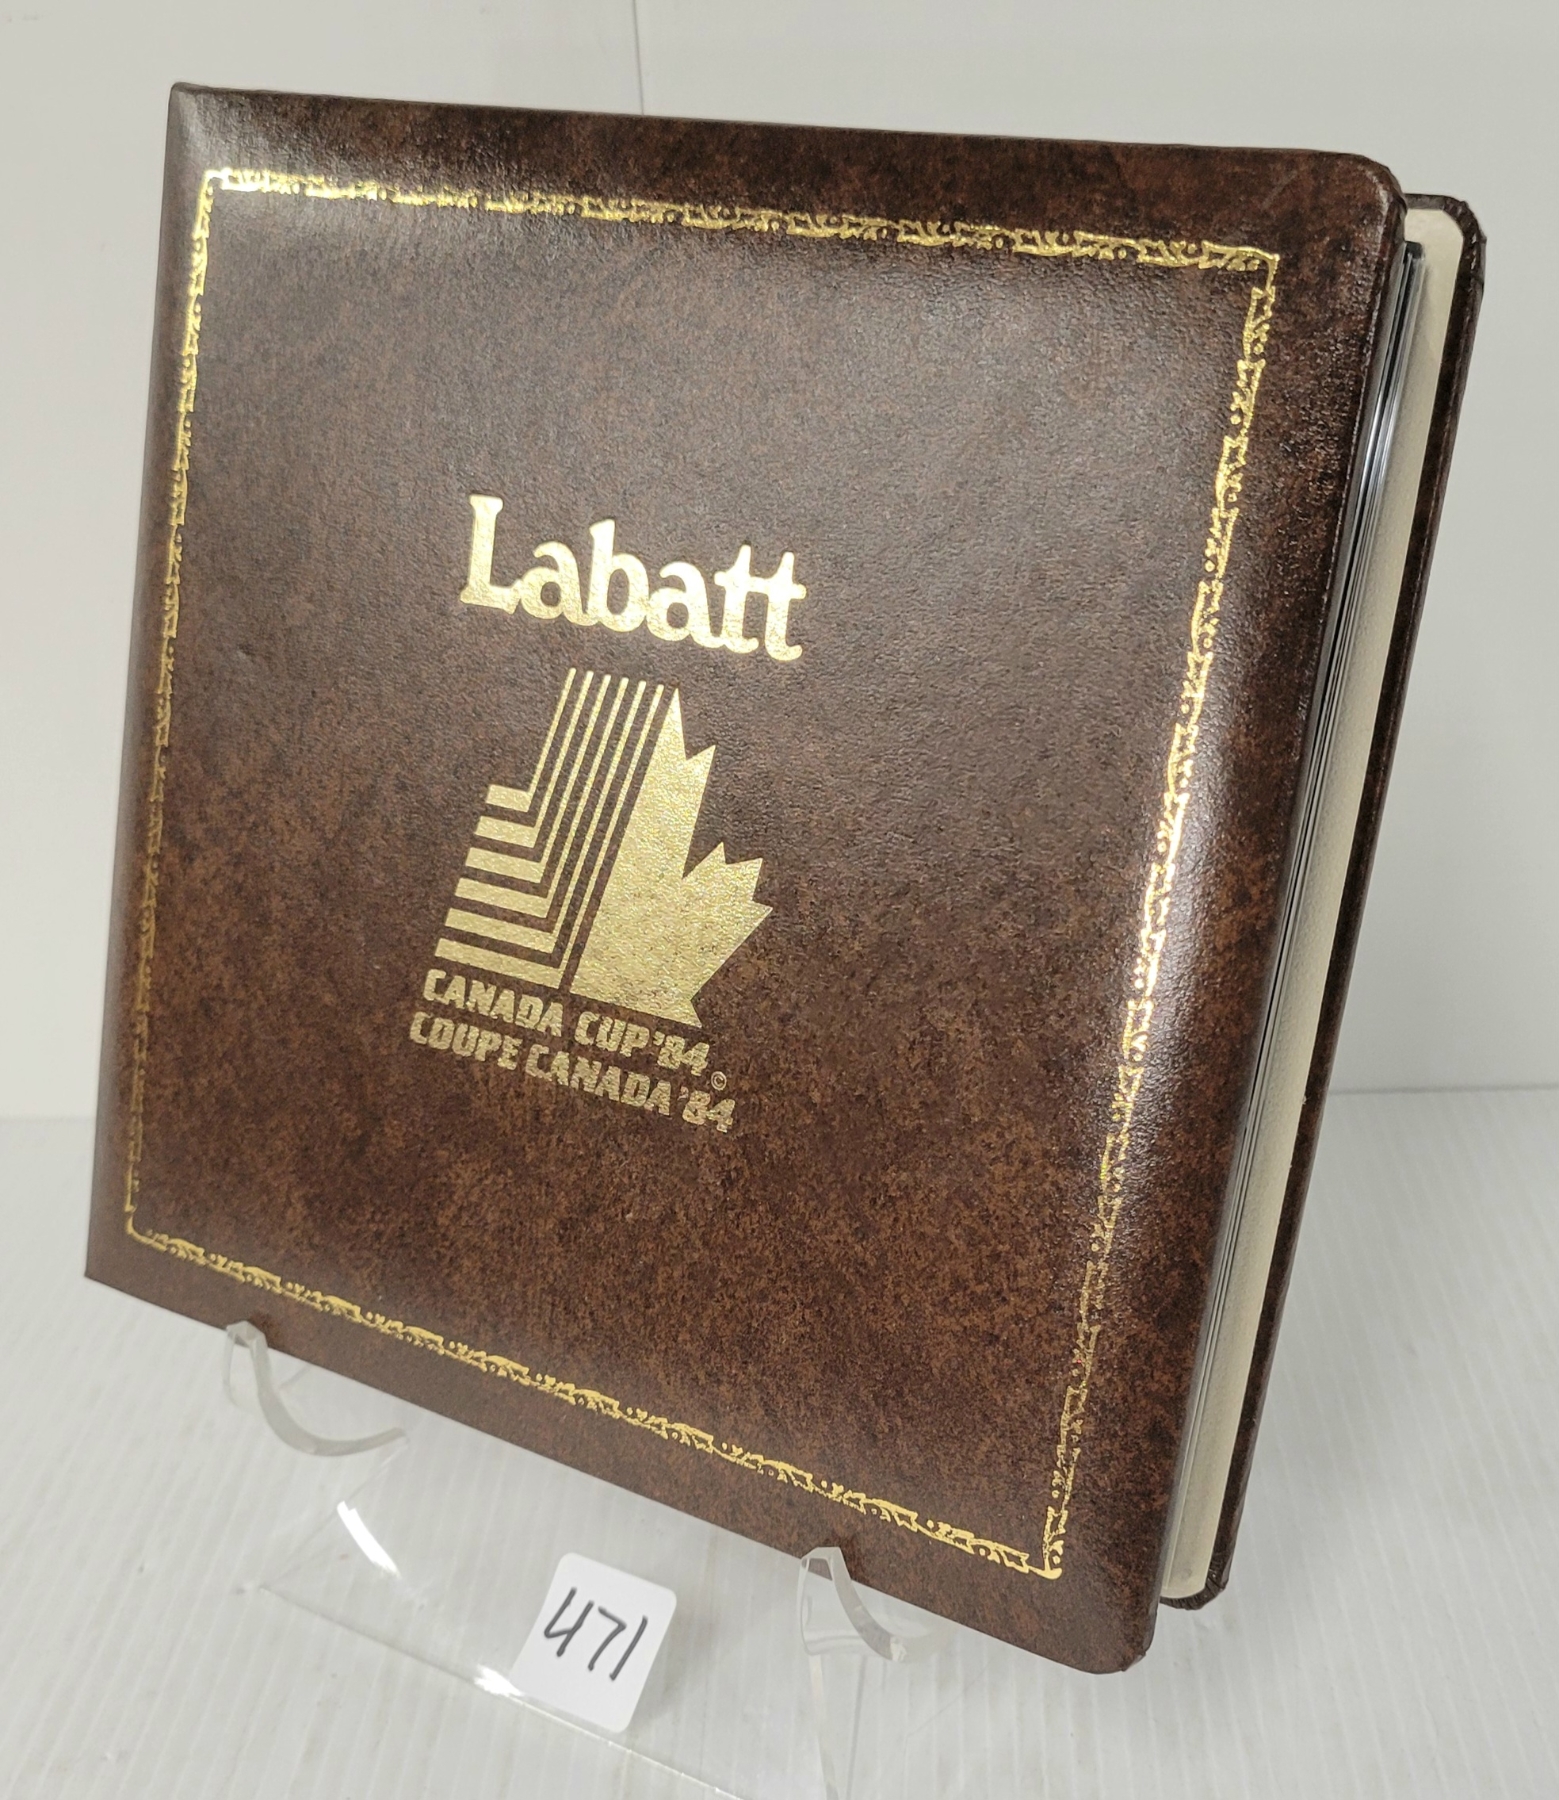 Labatt
CANADA CUP '84
COUPE CANADA '84 ©
471